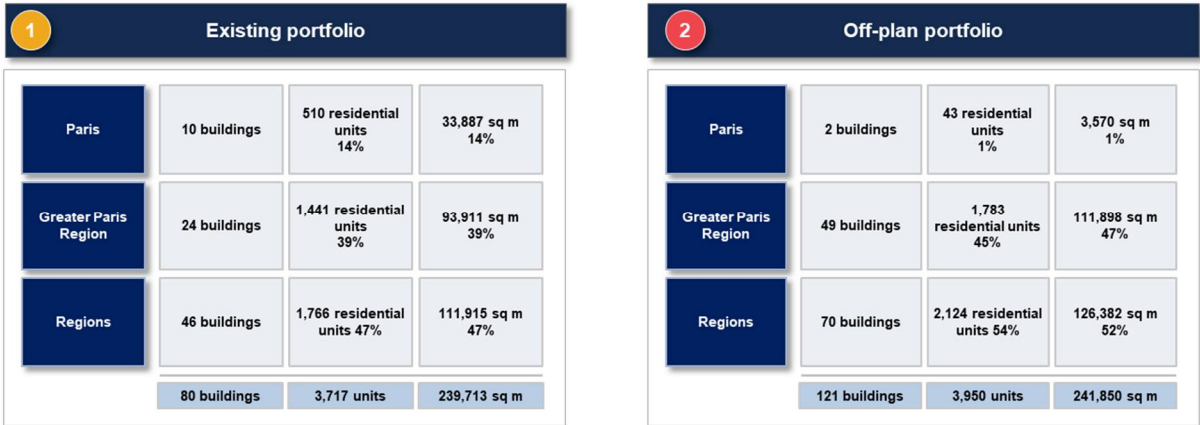 1
Existing portfolio
Paris
10 buildings
510 residential
units
14%
33,887 sq m
14%
Greater Paris
Region
24 buildings
1,441 residential
units
39%
93,911 sq m
39%
Regions
46 buildings
1,766 residential
units 47%
111,915 sq m
47%
80 buildings
3,717 units
239,713 sq m
2
Off-plan portfolio
Paris
2 buildings
43 residential
units
1%
3,570 sq m
1%
Greater Paris
Region
49 buildings
1,783
residential units
45%
111,898 sq m
47%
Regions
70 buildings
2,124 residential
units 54%
126,382 sq m
52%
121 buildings
3,950 units
241,850 sq m